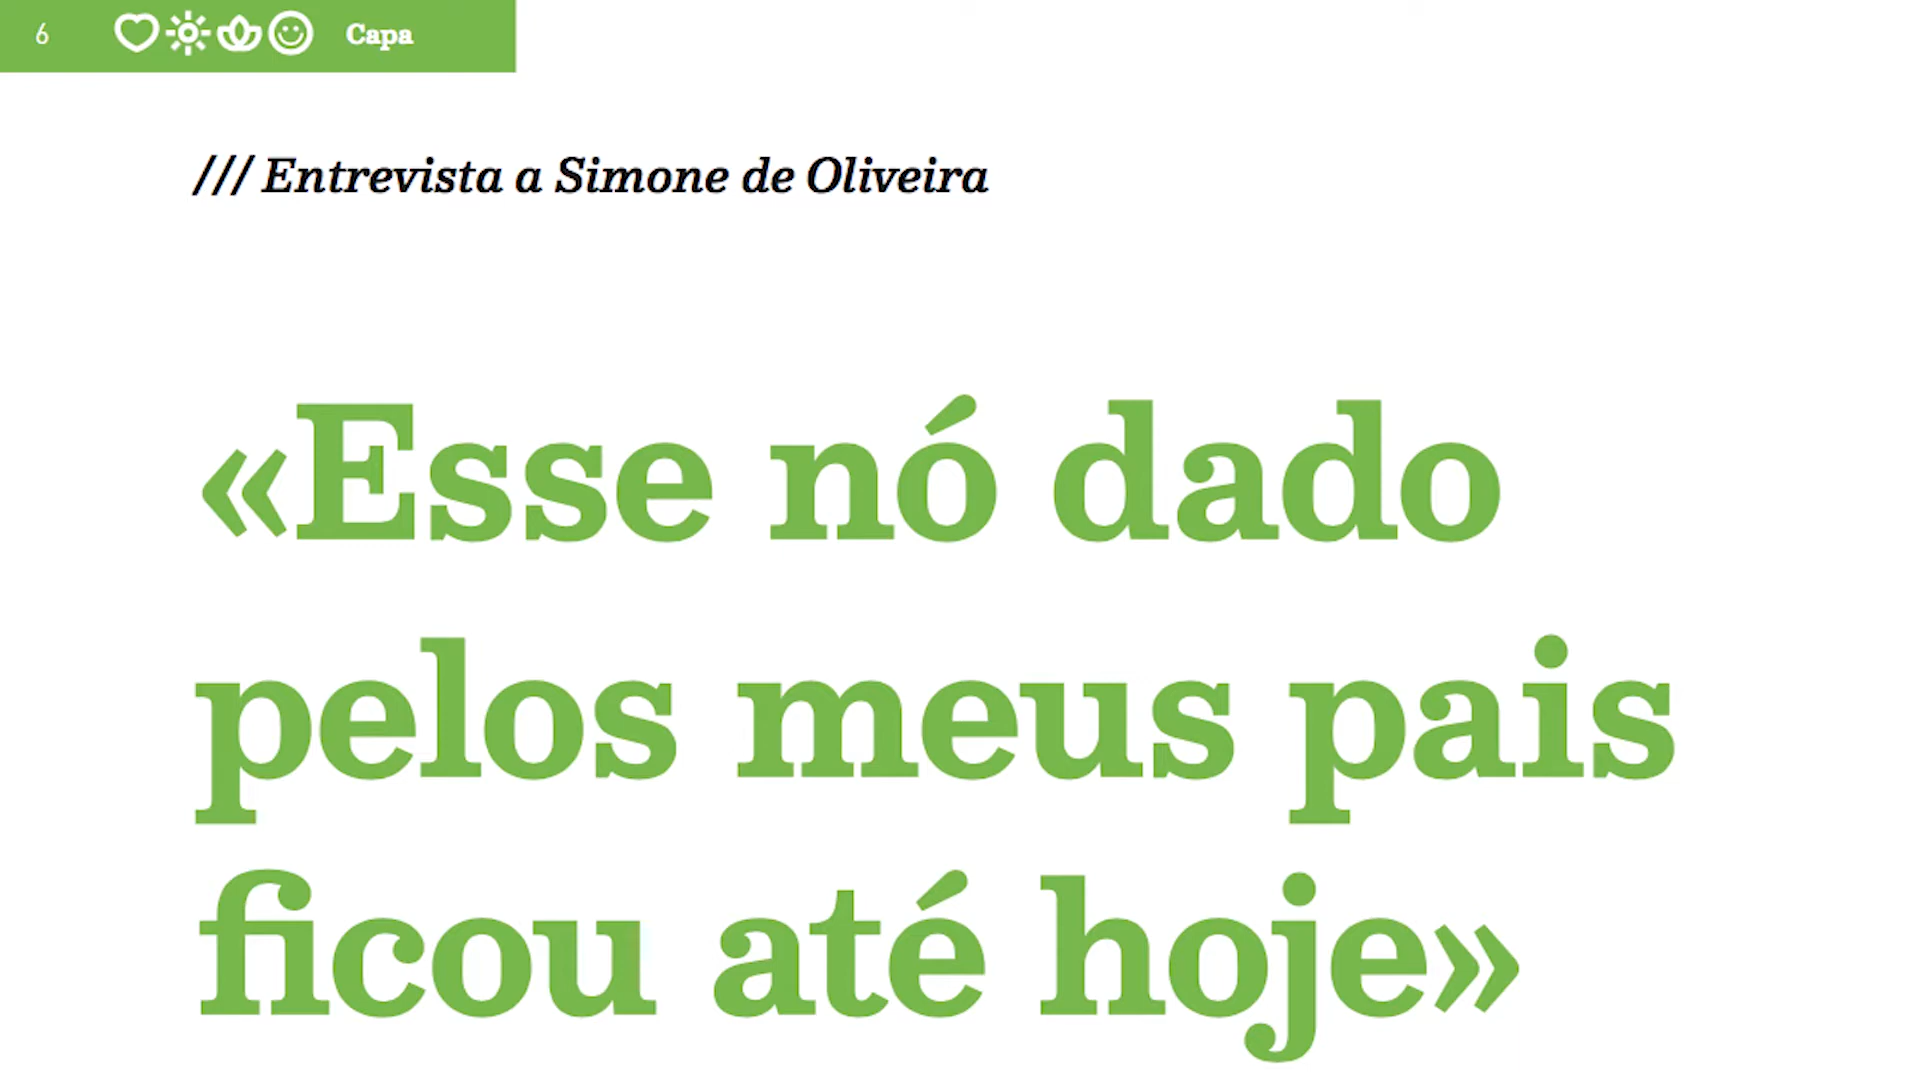 6 Capa
/// Entrevista a Simone de Oliveira
«Esse nó dado
pelos meus pais
ficou até hoje»